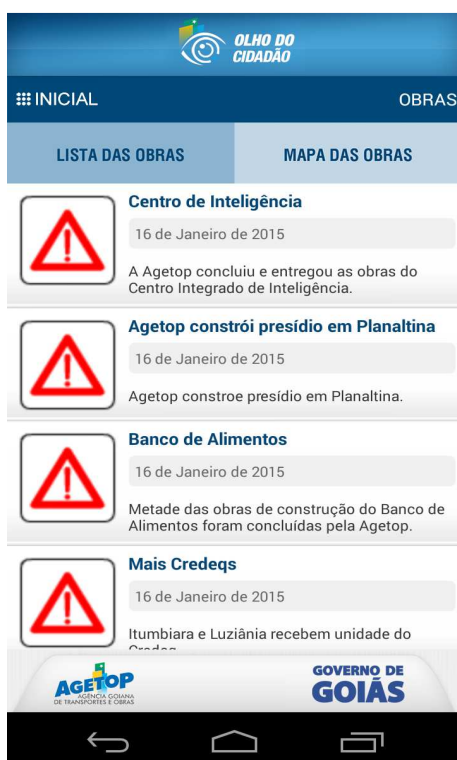 OLHO DO
CIDADÃO
INICIAL
OBRAS
LISTA DAS OBRAS
MAPA DAS OBRAS
Centro de Inteligência
16 de Janeiro de 2015
A Agetop concluiu e entregou as obras do
Centro Integrado de Inteligência.
Agetop constrói presídio em Planaltina
16 de Janeiro de 2015
Agetop constroe presídio em Planaltina.
Banco de Alimentos
16 de Janeiro de 2015
Metade das obras de construção do Banco de
Alimentos foram concluídas pela Agetop.
Mais Credeqs
16 de Janeiro de 2015
Itumbiara e Luziânia recebem unidade do
AGETOP
AGÊNCIA GOIANA
DE TRANSPORTES E OBRAS
GOVERNO DE
GOIÁS